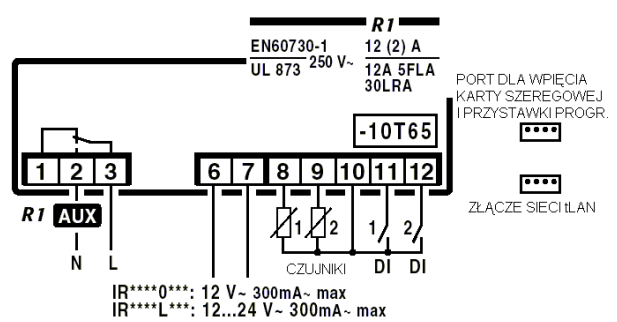 R1
EN60730-1
UL 873
250 V~
12 (2) A
12A 5FLA
30LRA
PORT DLA WPIĘCIA
KARTY SZEREGOWEJ
I PRZYSTAWKI PROGR.
-10T65
1 2 3 6 7 8 9 10 11 12
ZŁĄCZE SIECI tLAN
R1 AUX
1 2 1 2
N L CZUJNIKI DI DI
IR****0***: 12 V~ 300mA~ max
IR****L***: 12...24 V~ 300mA~ max